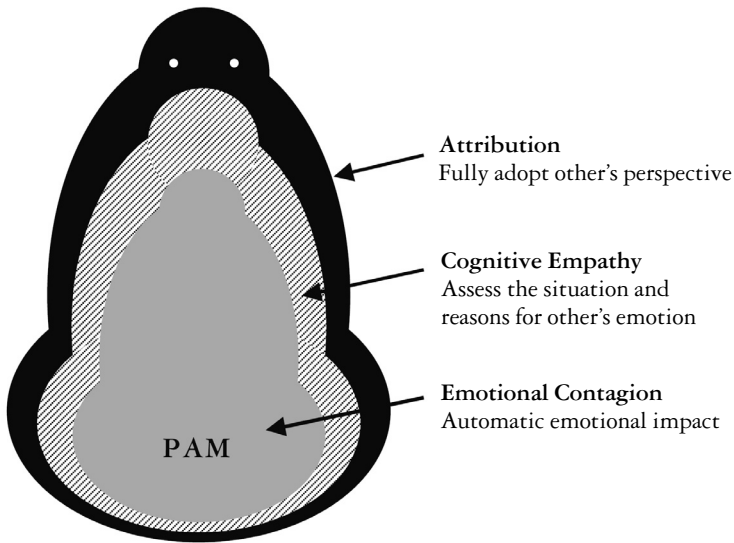 Attribution
Fully adopt other’s perspective
Cognitive Empathy
Assess the situation and
reasons for other’s emotion
Emotional Contagion
Automatic emotional impact
PAM